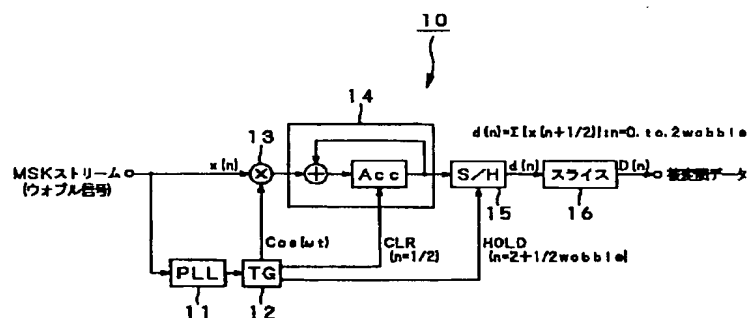 10
14
d(n)=Σ[x(n+1/2)]:n=0. to. 2wobble
13
MSKストリーム
(ウォブル信号)
x(n)
Acc
S/H
d(n)
スライス
D(n)
被変調データ
15
16
Cos(ωt)
CLR
(n=1/2)
HOLD
(n=2+1/2wobble)
PLL
TG
11
12